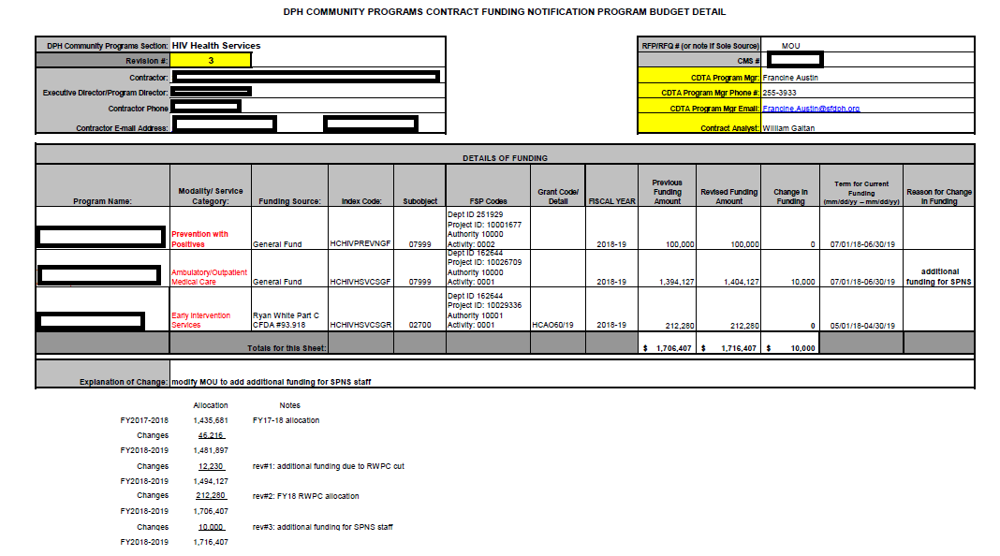 DPH COMMUNITY PROGRAMS CONTRACT FUNDING NOTIFICATION PROGRAM BUDGET DETAIL
DPH Community Programs Section: HIV Health Services
Revision #: 3
Contractor:
Executive Director/Program Director:
Contractor Phone
Contractor E-mail Address:
RFP/RFQ # (or note if Sole Source) MOU
CMS #
CDTA Program Mgr: Francine Austin
CDTA Program Mgr Phone #: 255-3933
CDTA Program Mgr Email: Francine.Austin@sfdph.org
Contract Analyst: William Gaitan
DETAILS OF FUNDING
Program Name:
Modality/ Service
Category:
Funding Source:
Index Code:
Subobject
FSP Codes
Grant Code/
Detail
FISCAL YEAR
Previous
Funding
Amount
Revised Funding
Amount
Change in
Funding
Term for Current
Funding
(mm/dd/yy -- mm/dd/yy)
Reason for Change
in Funding
Prevention with
Positives
General Fund
HCHIVPREVNGF
07999
Dept ID 251929
Project ID: 10001677
Authority 10000
Activity: 0002
2018-19
100,000
100,000
0
07/01/18-06/30/19
Ambulatory/Outpatient
Medical Care
General Fund
HCHIVHSVCSGF
07999
Dept ID 162644
Project ID: 10026709
Authority 10000
Activity: 0001
2018-19
1,394,127
1,404,127
10,000
07/01/18-06/30/19
additional
funding for SPNS
Early Intervention
Services
Ryan White Part C
CFDA #93.918
HCHIVHSVCSGR
02700
Dept ID 162644
Project ID: 10029336
Authority 10001
Activity: 0001
HCAO60/19
2018-19
212,280
212,280
0
05/01/18-04/30/19
Totals for this Sheet: $ 1,706,407 $ 1,716,407 $ 10,000
Explanation of Change: modify MOU to add additional funding for SPNS staff
Allocation Notes
FY2017-2018 1,435,681 FY17-18 allocation
Changes 46,216
FY2018-2019 1,481,897
Changes 12,230 rev#1: additional funding due to RWPC cut
FY2018-2019 1,494,127
Changes 212,280 rev#2: FY18 RWPC allocation
FY2018-2019 1,706,407
Changes 10,000 rev#3: additional funding for SPNS staff
FY2018-2019 1,716,407